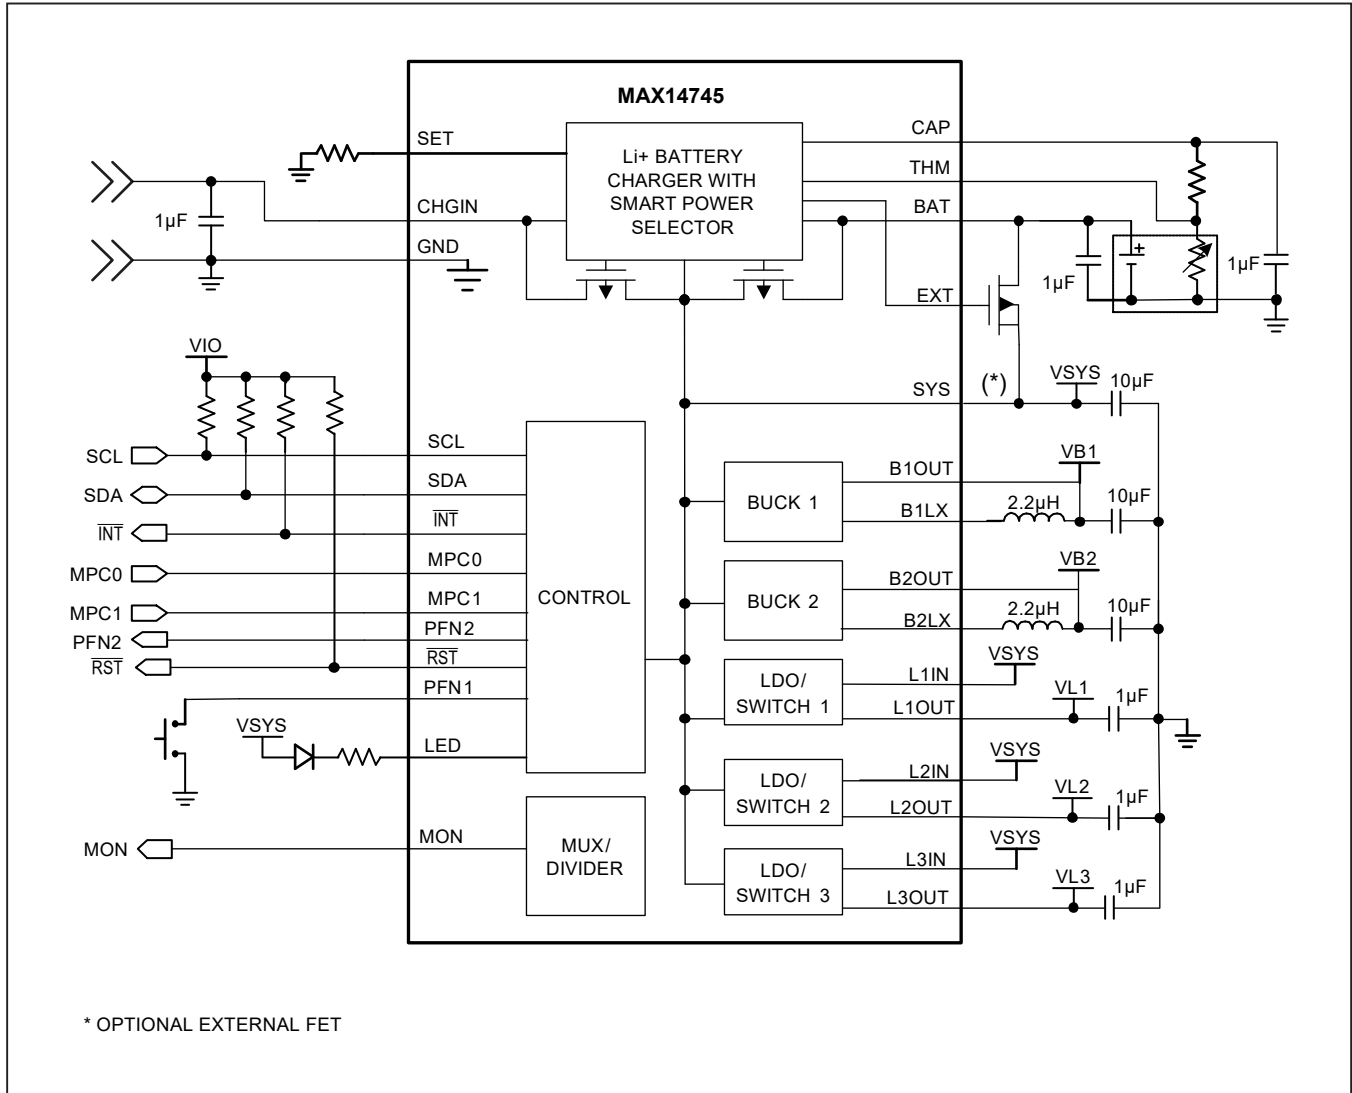 MAX14745
SET
Li+ BATTERY
CHARGER WITH
SMART POWER
SELECTOR
CAP
THM
BAT
CHGIN
GND
1µF
EXT
1µF
1µF
VIO
SYS
(*)
VSYS
10µF
SCL
SCL
SDA
SDA
INT
INT
MPC0
MPC0
MPC1
MPC1
PFN2
PFN2
RST
RST
PFN1
VSYS
LED
CONTROL
MON
MON
MUX/
DIVIDER
BUCK 1
B1OUT
VB1
B1LX
2.2µH
10µF
BUCK 2
B2OUT
VB2
B2LX
2.2µH
10µF
LDO/
SWITCH 1
L1IN
VSYS
L1OUT
VL1
1µF
LDO/
SWITCH 2
L2IN
VSYS
L2OUT
VL2
1µF
LDO/
SWITCH 3
L3IN
VSYS
L3OUT
VL3
1µF
* OPTIONAL EXTERNAL FET